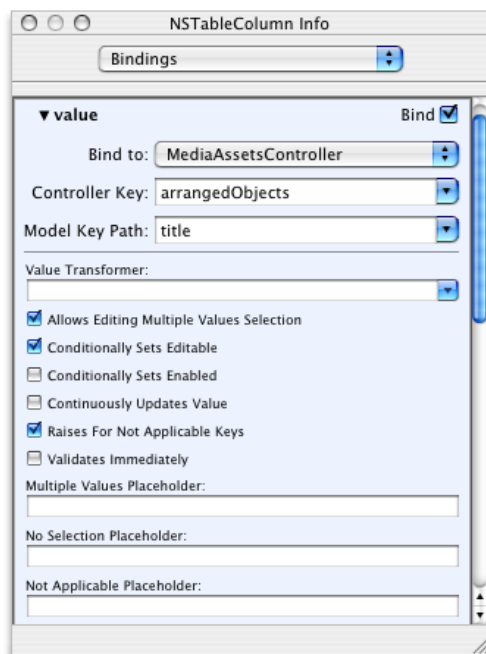 NSTableColumn Info
Bindings
▼ value Bind
Bind to: MediaAssetsController
Controller Key: arrangedObjects
Model Key Path: title
Value Transformer:
Allows Editing Multiple Values Selection
Conditionally Sets Editable
Conditionally Sets Enabled
Continuously Updates Value
Raises For Not Applicable Keys
Validates Immediately
Multiple Values Placeholder:
No Selection Placeholder:
Not Applicable Placeholder: